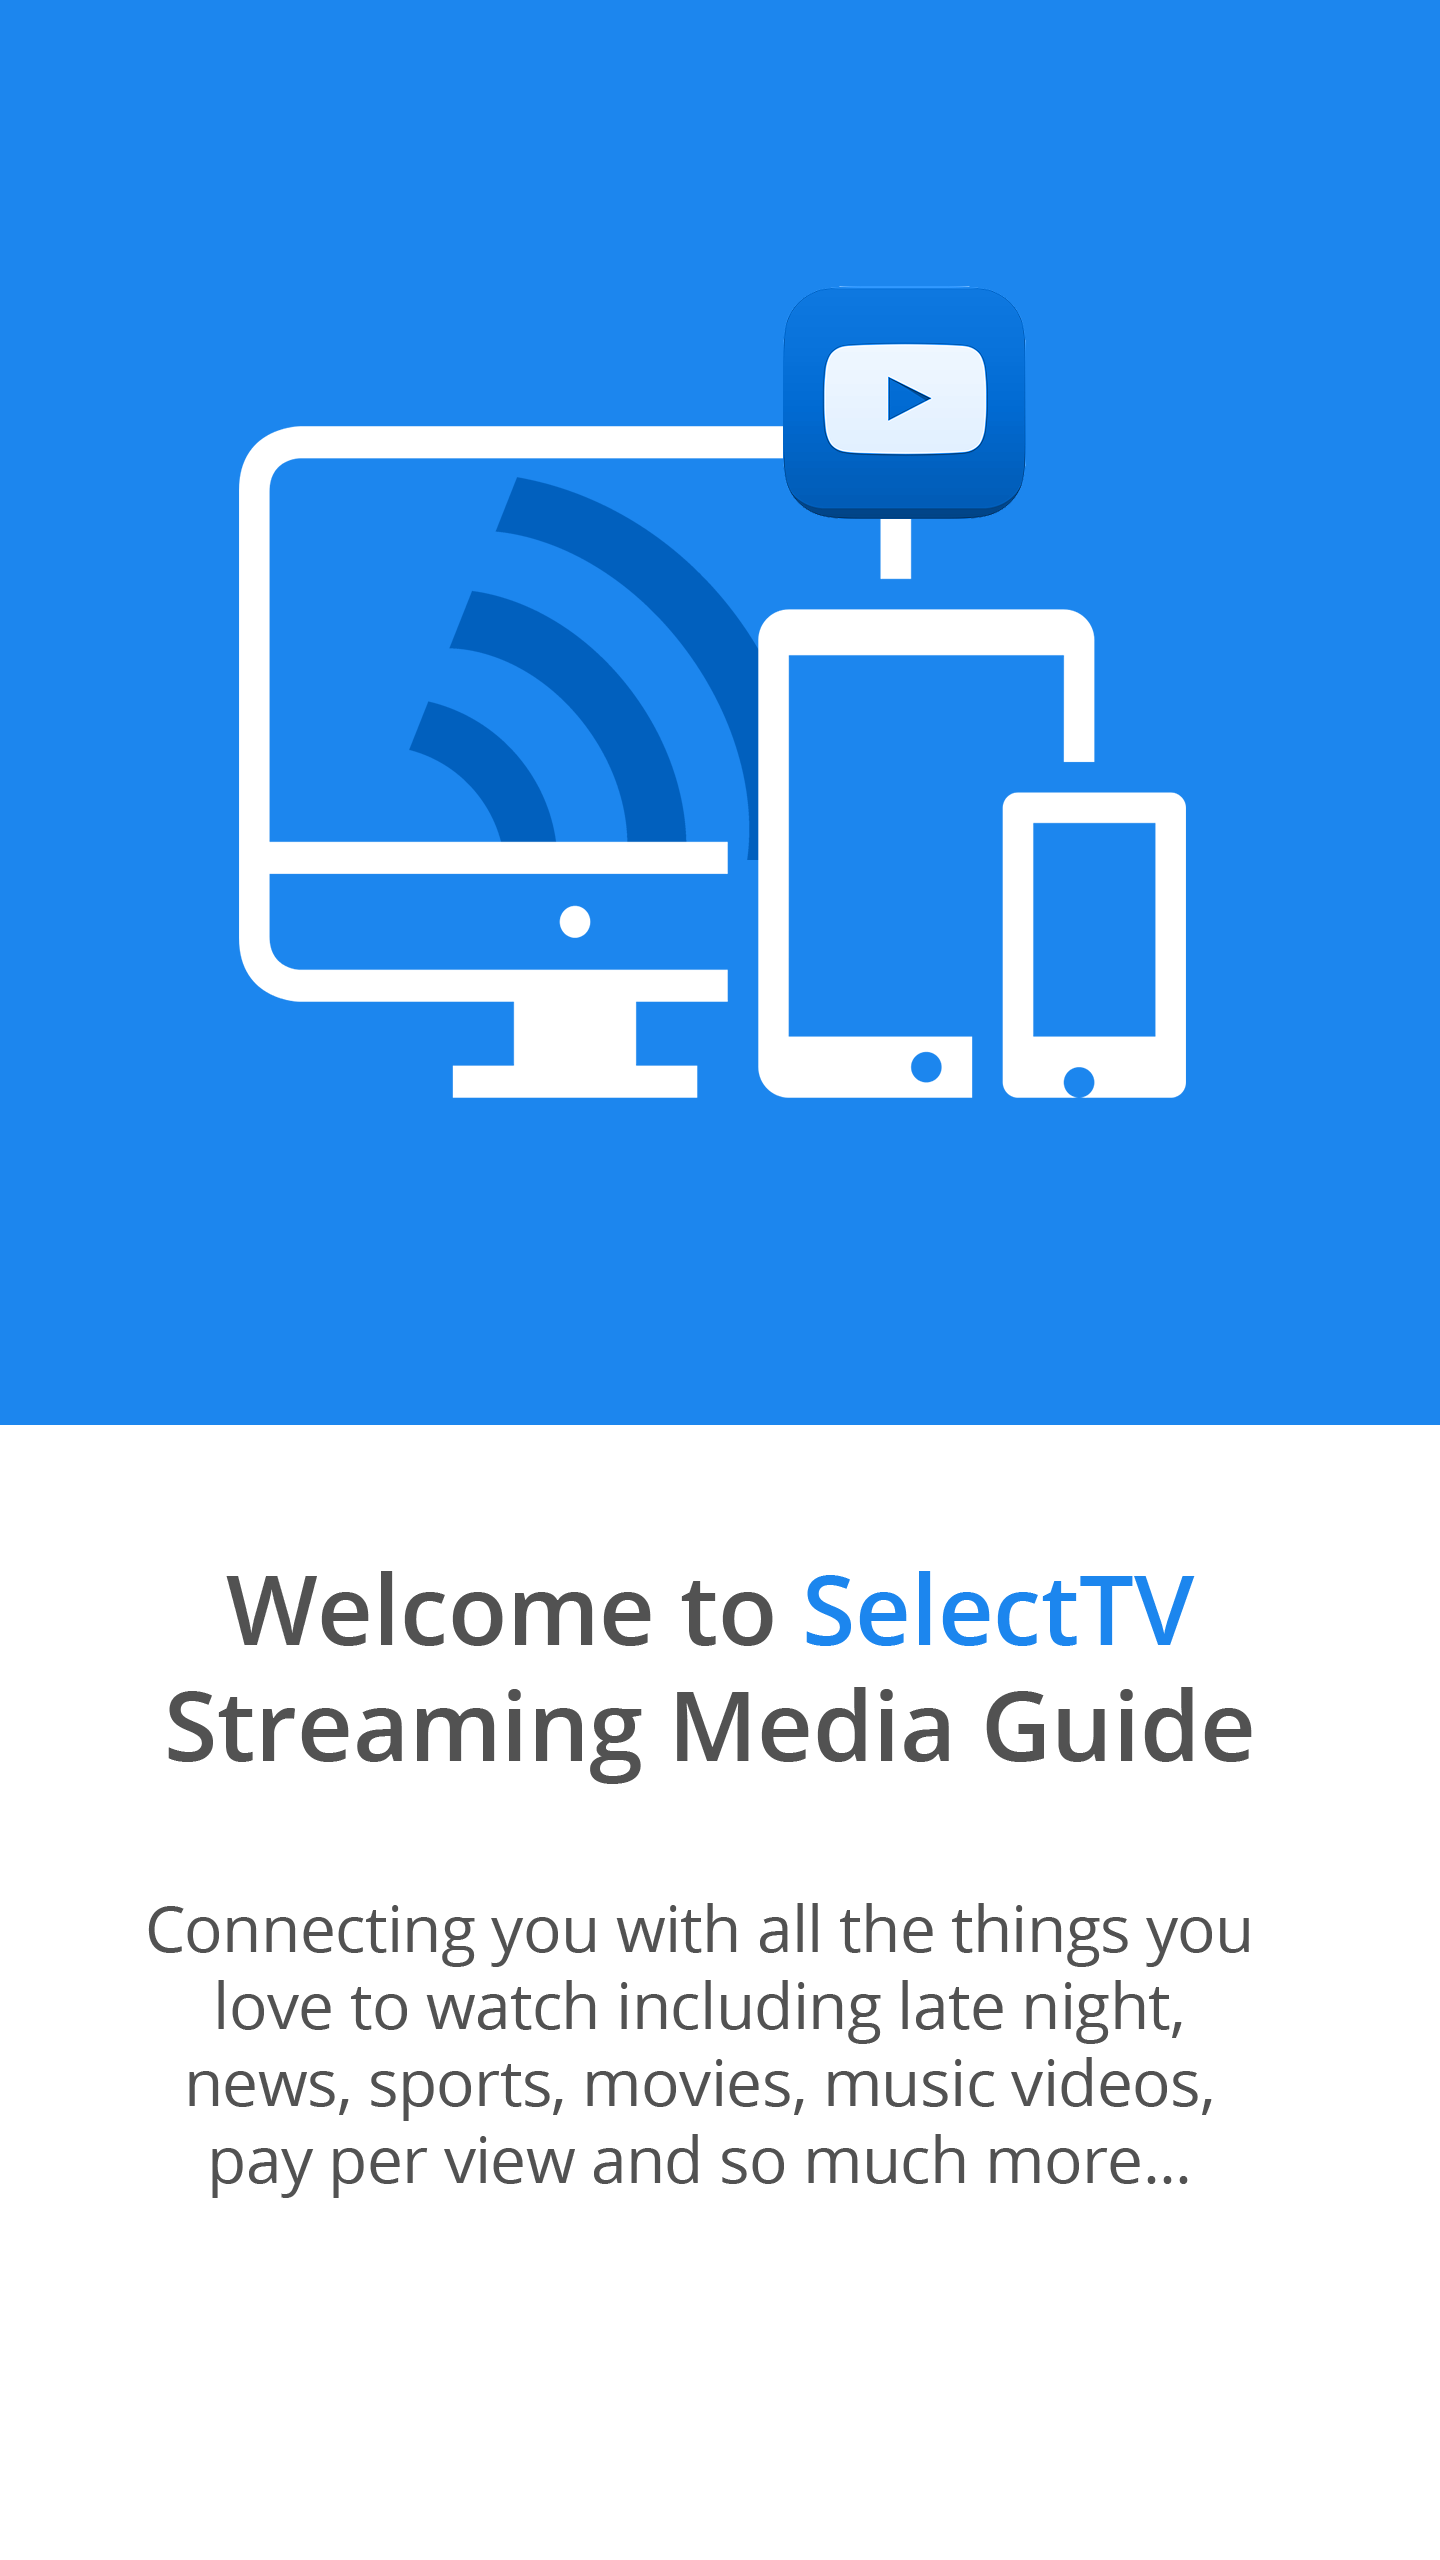 Welcome to SelectTV
Streaming Media Guide
Connecting you with all the things you
love to watch including late night,
news, sports, movies, music videos,
pay per view and so much more...